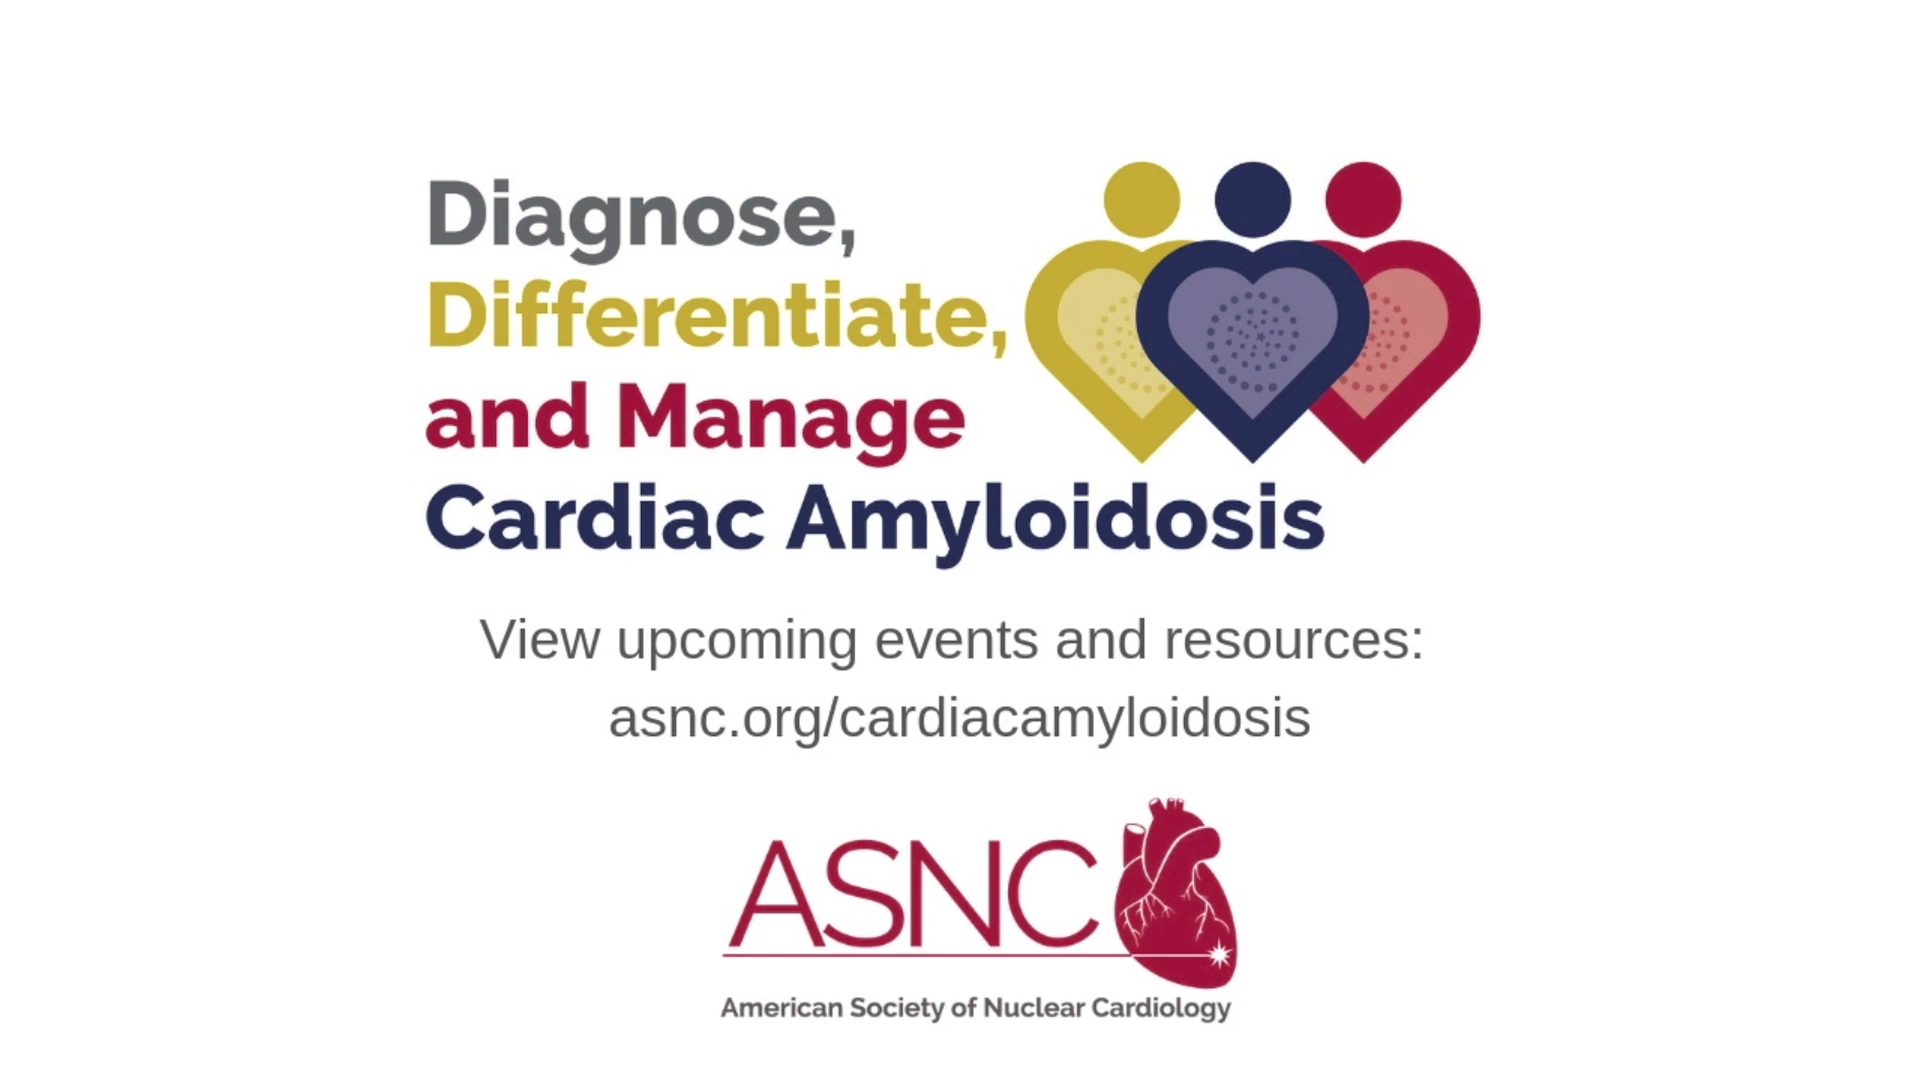 Diagnose,
Differentiate,
and Manage
Cardiac Amyloidosis
View upcoming events and resources:
asnc.org/cardiacamyloidosis
ASNC
American Society of Nuclear Cardiology